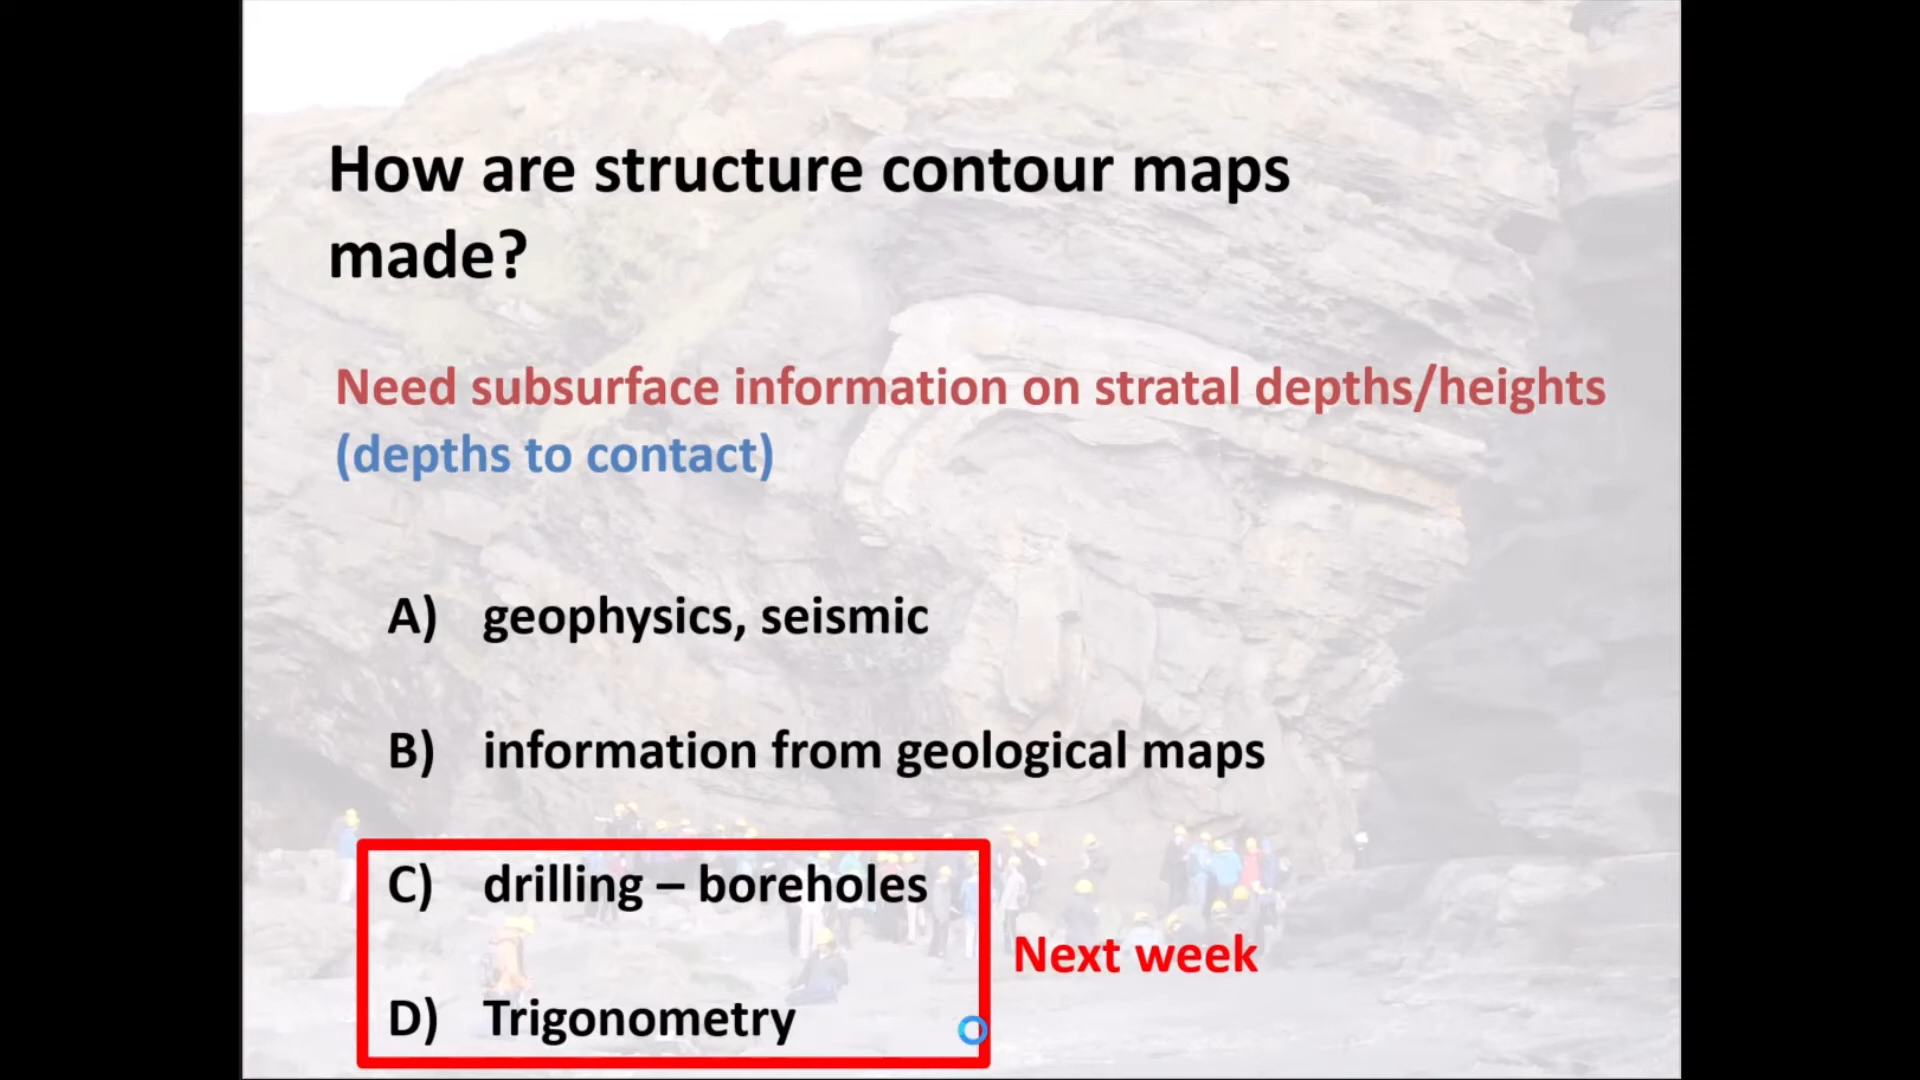 How are structure contour maps
made?
Need subsurface information on stratal depths/heights
(depths to contact)
A) geophysics, seismic
B) information from geological maps
C) drilling – boreholes
Next week
D) Trigonometry